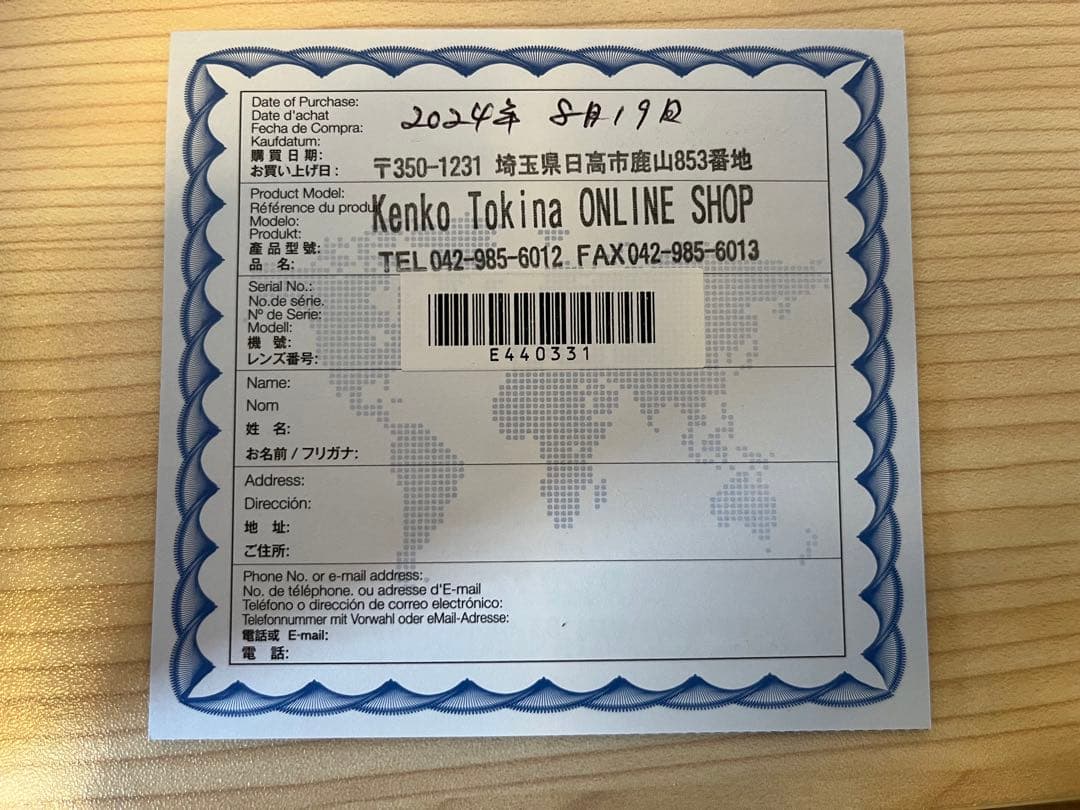 Date of Purchase:
Date d'achat
Fecha de Compra:
Kaufdatum:
購買日期:
お買い上げ日:
2024年 8月19日
〒350-1231 埼玉県日高市鹿山853番地
Product Model:
Référence du produ
Modelo:
Produkt:
產品型號:
品 名:
Kenko Tokina ONLINE SHOP
TEL042-985-6012 FAX042-985-6013
Serial No.:
No.de série.
Nº de Serie:
Modell:
機 號:
レンズ番号:
E440331
Name:
Nom
姓 名:
お名前 / フリガナ:
Address:
Dirección:
地 址:
ご住所:
Phone No. or e-mail address:
No. de téléphone. ou adresse d'E-mail
Teléfono o dirección de correo electrónico:
Telefonnummer mit Vorwahl oder eMail-Adresse:
電話或 E-mail:
電 話: